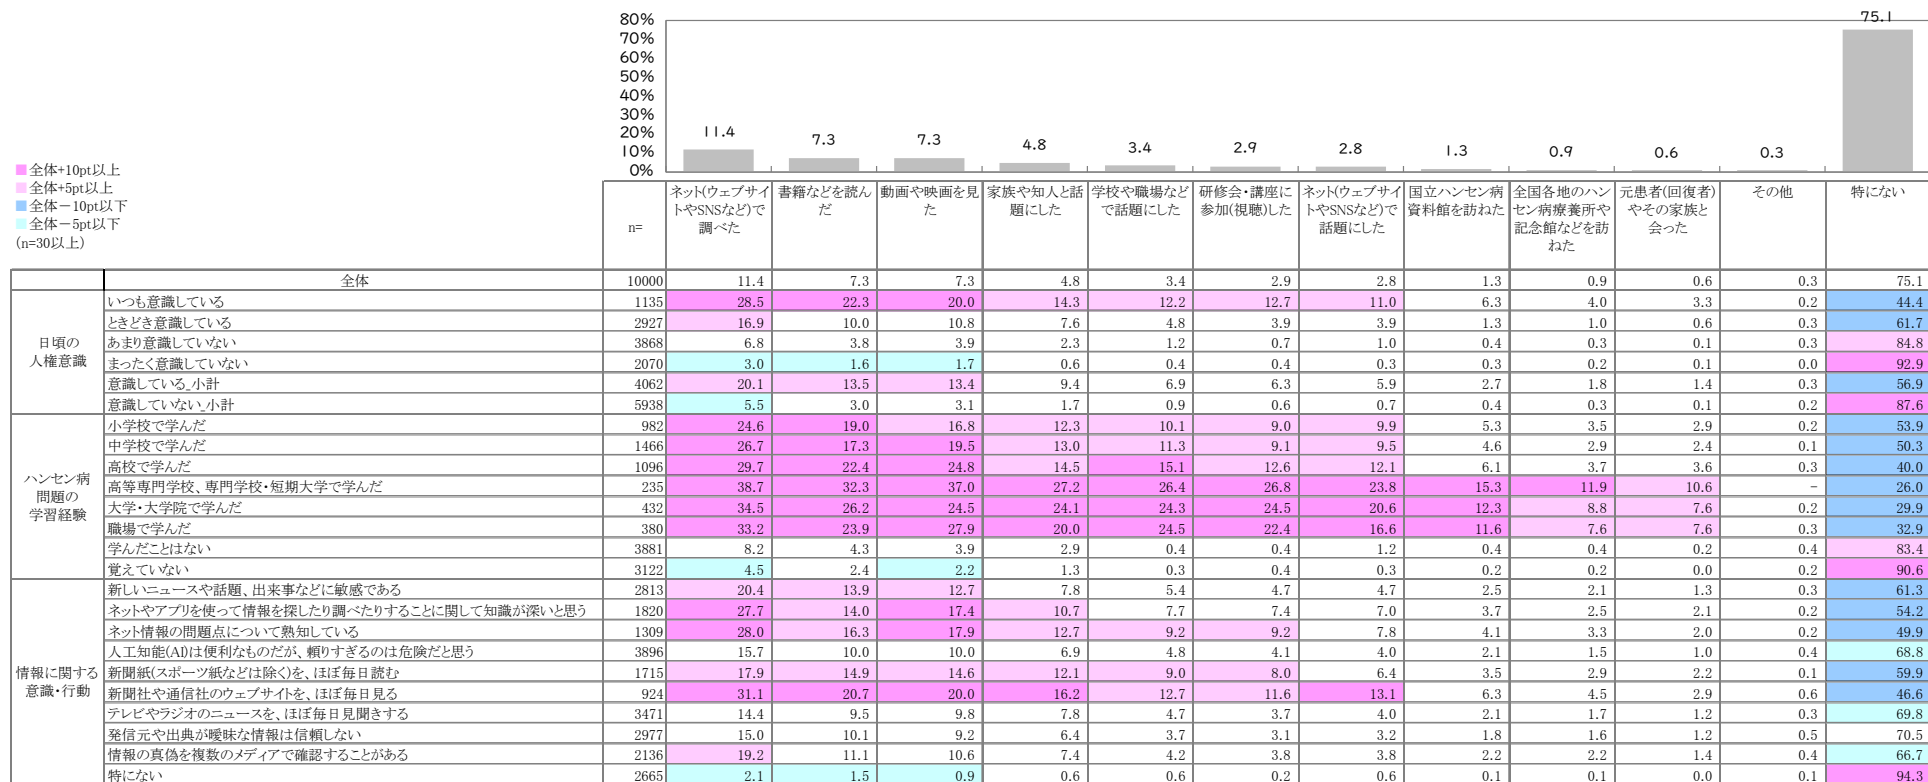 80%
70%
60%
50%
40%
30%
20%
10%
0%
11.4 7.3 7.3 4.8 3.4 2.9 2.8 1.3 0.9 0.6 0.3 75.1
全体+10pt以上
全体+5pt以上
全体－10pt以下
全体－5pt以下
(n=30以上)
n=
ネット(ウェブサイ
トやSNSなど)で
調べた
書籍などを読ん
だ
動画や映画を見
た
家族や知人と話
題にした
学校や職場など
で話題にした
研修会・講座に
参加(視聴)した
ネット(ウェブサイ
トやSNSなど)で
話題にした
国立ハンセン病
資料館を訪ねた
全国各地のハン
セン病療養所や
記念館などを訪
ねた
元患者(回復者)
やその家族と
会った
その他
特にない
全体 10000 11.4 7.3 7.3 4.8 3.4 2.9 2.8 1.3 0.9 0.6 0.3 75.1
日頃の
人権意識
いつも意識している 1135 28.5 22.3 20.0 14.3 12.2 12.7 11.0 6.3 4.0 3.3 0.2 44.4
ときどき意識している 2927 16.9 10.0 10.8 7.6 4.8 3.9 3.9 1.3 1.0 0.6 0.3 61.7
あまり意識していない 3868 6.8 3.8 3.9 2.3 1.2 0.7 1.0 0.4 0.3 0.1 0.3 84.8
まったく意識していない 2070 3.0 1.6 1.7 0.6 0.4 0.4 0.3 0.3 0.2 0.1 0.0 92.9
意識している_小計 4062 20.1 13.5 13.4 9.4 6.9 6.3 5.9 2.7 1.8 1.4 0.3 56.9
意識していない_小計 5938 5.5 3.0 3.1 1.7 0.9 0.6 0.7 0.4 0.3 0.1 0.2 87.6
ハンセン病
問題の
学習経験
小学校で学んだ 982 24.6 19.0 16.8 12.3 10.1 9.0 9.9 5.3 3.5 2.9 0.2 53.9
中学校で学んだ 1466 26.7 17.3 19.5 13.0 11.3 9.1 9.5 4.6 2.9 2.4 0.1 50.3
高校で学んだ 1096 29.7 22.4 24.8 14.5 15.1 12.6 12.1 6.1 3.7 3.6 0.3 40.0
高等専門学校、専門学校・短期大学で学んだ 235 38.7 32.3 37.0 27.2 26.4 26.8 23.8 15.3 11.9 10.6 － 26.0
大学・大学院で学んだ 432 34.5 26.2 24.5 24.1 24.3 24.5 20.6 12.3 8.8 7.6 0.2 29.9
職場で学んだ 380 33.2 23.9 27.9 20.0 24.5 22.4 16.6 11.6 7.6 7.6 0.3 32.9
学んだことはない 3881 8.2 4.3 3.9 2.9 0.4 0.4 1.2 0.4 0.4 0.2 0.4 83.4
覚えていない 3122 4.5 2.4 2.2 1.3 0.3 0.4 0.3 0.2 0.2 0.0 0.2 90.6
情報に関する
意識・行動
新しいニュースや話題、出来事などに敏感である 2813 20.4 13.9 12.7 7.8 5.4 4.7 4.7 2.5 2.1 1.3 0.3 61.3
ネットやアプリを使って情報を探したり調べたりすることに関して知識が深いと思う 1820 27.7 14.0 17.4 10.7 7.7 7.4 7.0 3.7 2.5 2.1 0.2 54.2
ネット情報の問題点について熟知している 1309 28.0 16.3 17.9 12.7 9.2 9.2 7.8 4.1 3.3 2.0 0.2 49.9
人工知能(AI)は便利なものだが、頼りすぎるのは危険だと思う 3896 15.7 10.0 10.0 6.9 4.8 4.1 4.0 2.1 1.5 1.0 0.4 68.8
新聞紙(スポーツ紙などは除く)を、ほぼ毎日読む 1715 17.9 14.9 14.6 12.1 9.0 8.0 6.4 3.5 2.9 2.2 0.1 59.9
新聞社や通信社のウェブサイトを、ほぼ毎日見る 924 31.1 20.7 20.0 16.2 12.7 11.6 13.1 6.3 4.5 2.9 0.6 46.6
テレビやラジオのニュースを、ほぼ毎日見聞きする 3471 14.4 9.5 9.8 7.8 4.7 3.7 4.0 2.1 1.7 1.2 0.3 69.8
発信元や出典が曖昧な情報は信頼しない 2977 15.0 10.1 9.2 6.4 3.7 3.1 3.2 1.8 1.6 1.2 0.5 70.5
情報の真偽を複数のメディアで確認することがある 2136 19.2 11.1 10.6 7.4 4.2 3.8 3.8 2.2 2.2 1.4 0.4 66.7
特にない 2665 2.1 1.5 0.9 0.6 0.6 0.2 0.6 0.1 0.1 0.0 0.1 94.3